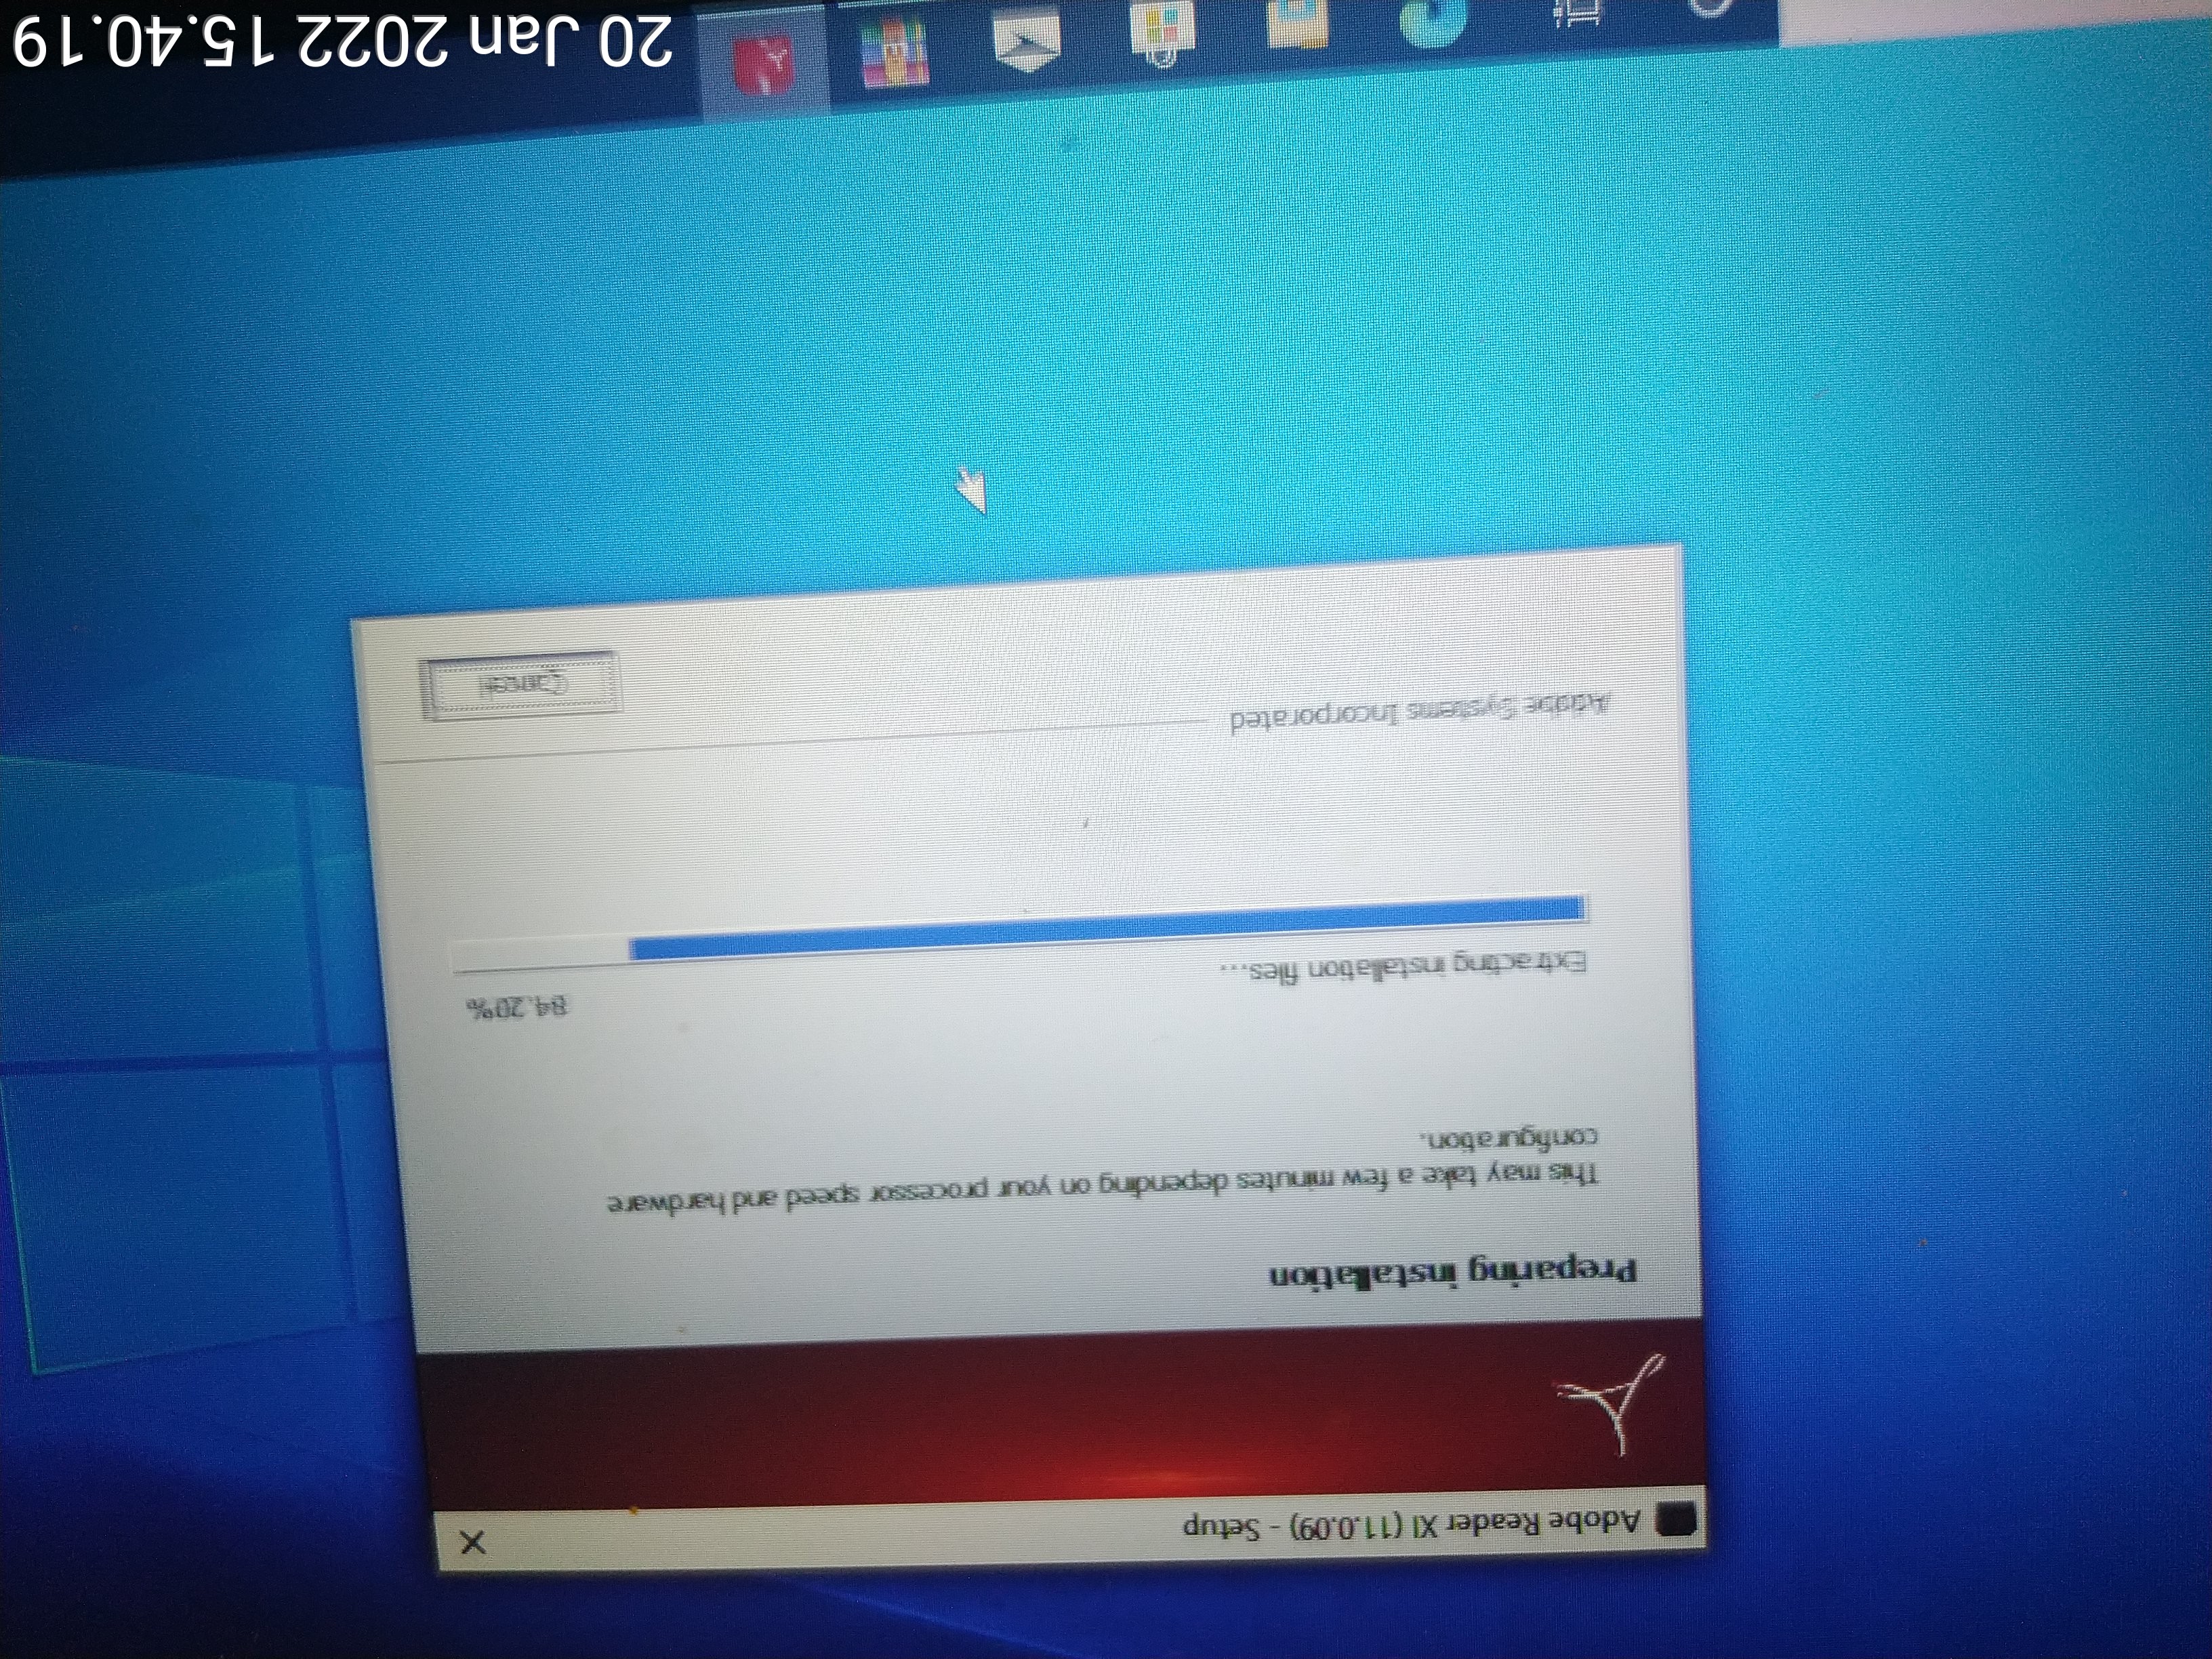 Adobe Reader XI (11.0.09) - Setup
Preparing installation
This may take a few minutes depending on your processor speed and hardware
configuration.
84.20%
Extracting installation files...
Adobe Systems Incorporated
Cancel
20 Jan 2022 15.40.19